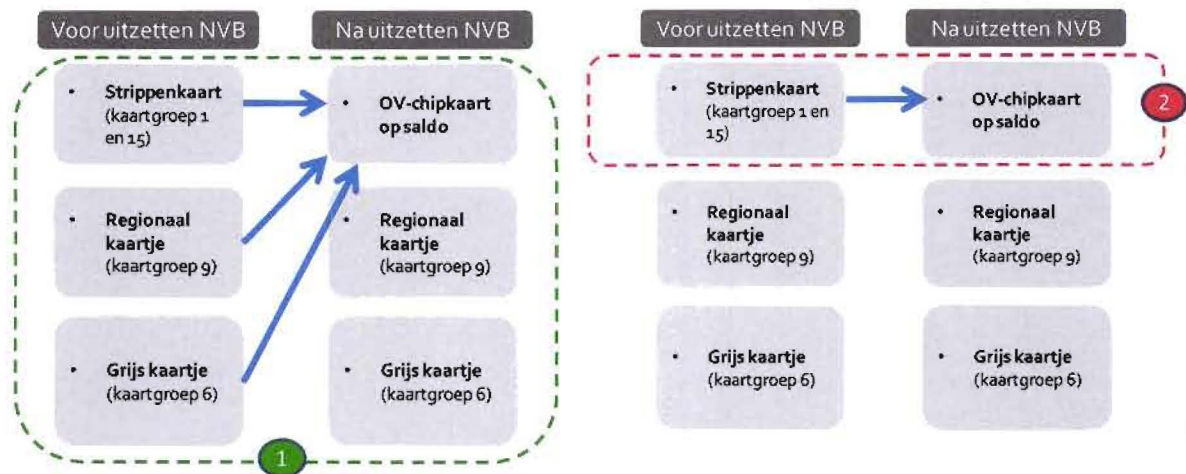 Voor uitzetten NVB
Na uitzetten NVB
• Strippenkaart
(kaartgroep 1
en 15)
• OV-chipkaart
op saldo
• Regionaal
kaartje
(kaartgroep 9)
• Regionaal
kaartje
(kaartgroep 9)
• Grijs kaartje
(kaartgroep 6)
• Grijs kaartje
(kaartgroep 6)
1
Voor uitzetten NVB
Na uitzetten NVB
• Strippenkaart
(kaartgroep 1 en
15)
• OV-chipkaart
op saldo
2
• Regionaal
kaartje
(kaartgroep 9)
• Regionaal
kaartje
(kaartgroep 9)
• Grijs kaartje
(kaartgroep 6)
• Grijs kaartje
(kaartgroep 6)